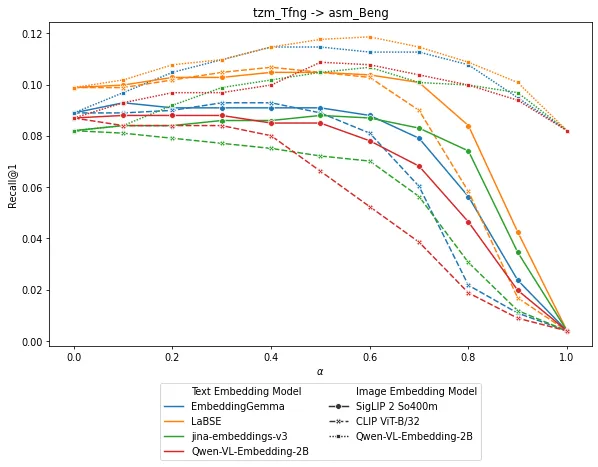 tzm_Tfng -> asm_Beng
0.12
0.10
0.08
0.06
0.04
0.02
0.00
Recall@1
0.0 0.2 0.4 0.6 0.8 1.0
α
Text Embedding Model Image Embedding Model
EmbeddingGemma SigLIP 2 So400m
LaBSE CLIP ViT-B/32
jina-embeddings-v3 Qwen-VL-Embedding-2B
Qwen-VL-Embedding-2B